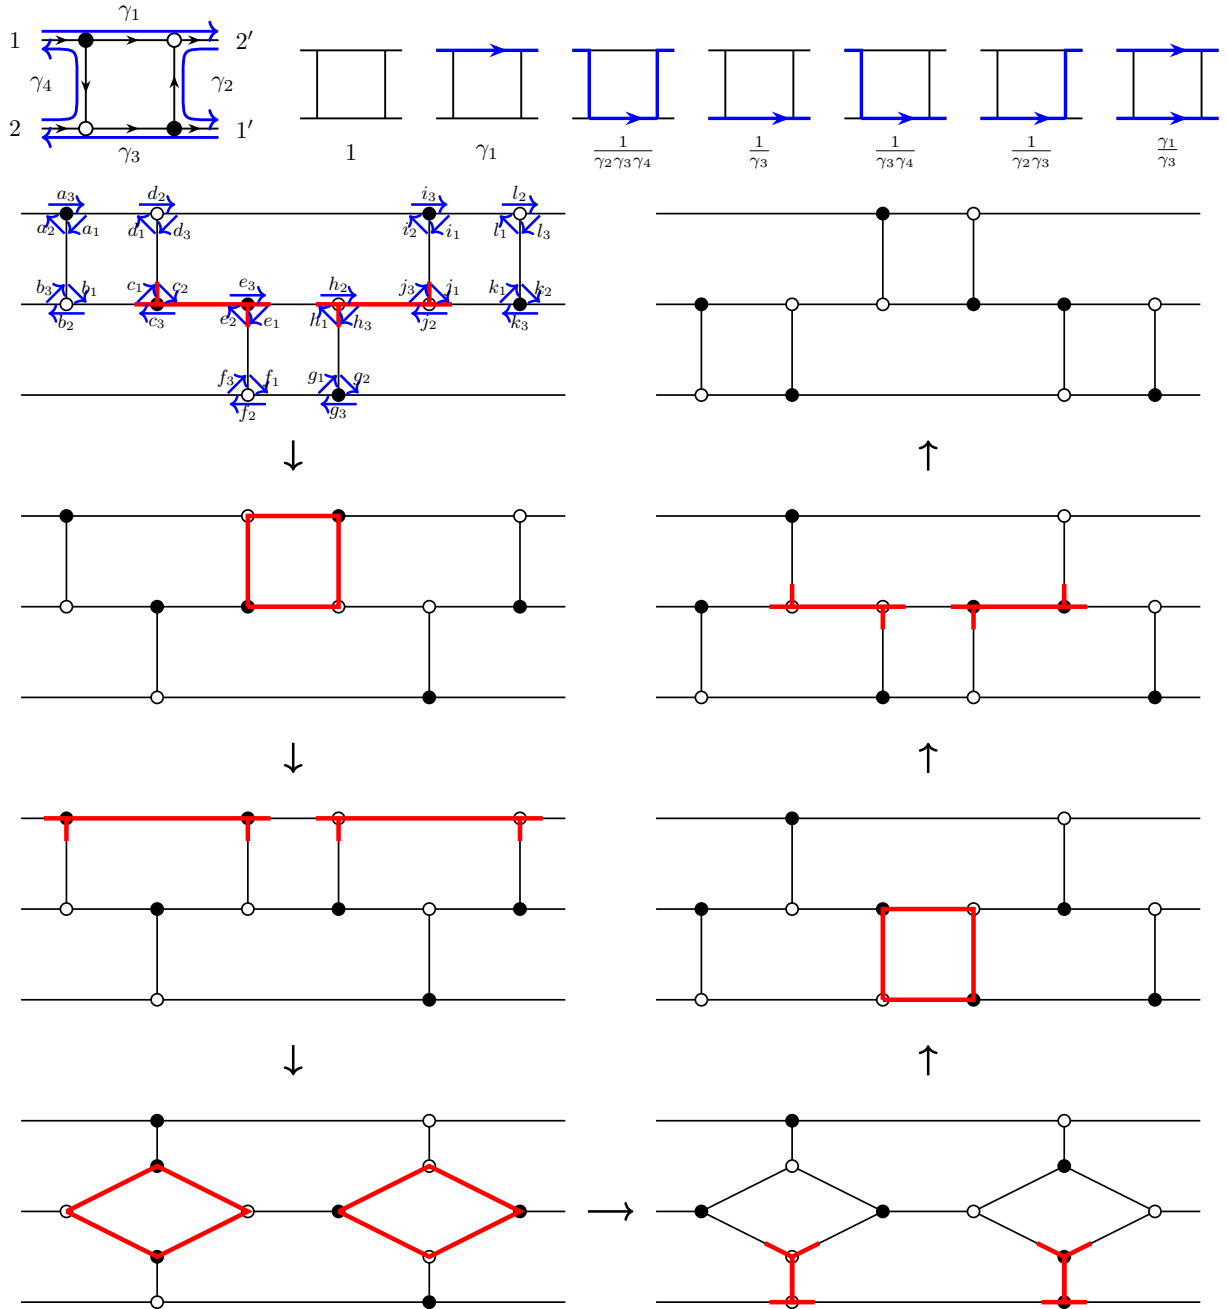 γ₁
1 2′
γ₄ γ₂
2 1′
γ₃
1 γ₁ 1/(γ₂γ₃γ₄) 1/γ₃ 1/(γ₃γ₄) 1/(γ₂γ₃) γ₁/γ₃
a₃ d₂ i₃ l₂
a₂ a₁ d₁ d₃ i₂ i₁ l₁ l₃
b₃ b₁ c₁ c₂ e₃ h₂ j₃ j₁ k₁ k₂
b₂ c₃ e₂ e₁ h₁ h₃ j₂ k₃
f₃ f₁ g₁ g₂
f₂ g₃